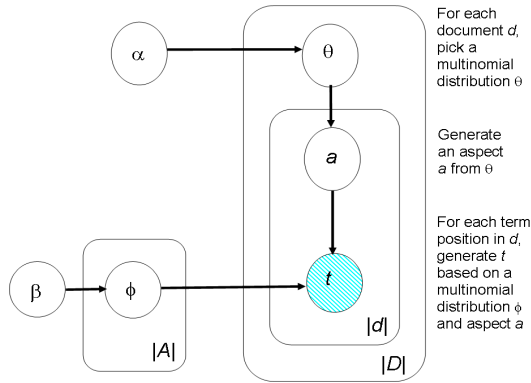 α
θ
For each
document d,
pick a
multinomial
distribution θ
a
Generate
an aspect
a from θ
β
ϕ
|A|
t
|d|
|D|
For each term
position in d,
generate t
based on a
multinomial
distribution ϕ
and aspect a